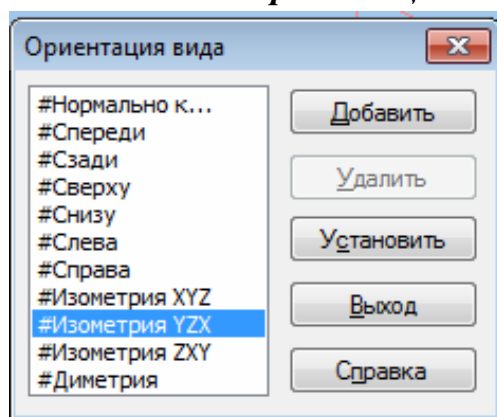 Ориентация вида
#Нормально к...
#Спереди
#Сзади
#Сверху
#Снизу
#Слева
#Справа
#Изометрия XYZ
#Изометрия YZX
#Изометрия ZXY
#Диметрия
Добавить
Удалить
Установить
Выход
Справка